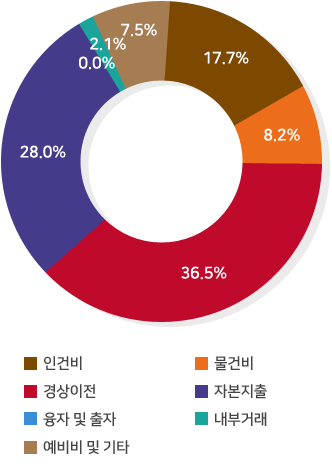 7.5%
2.1%
0.0%
17.7%
8.2%
28.0%
36.5%
인건비 물건비
경상이전 자본지출
융자 및 출자 내부거래
예비비 및 기타